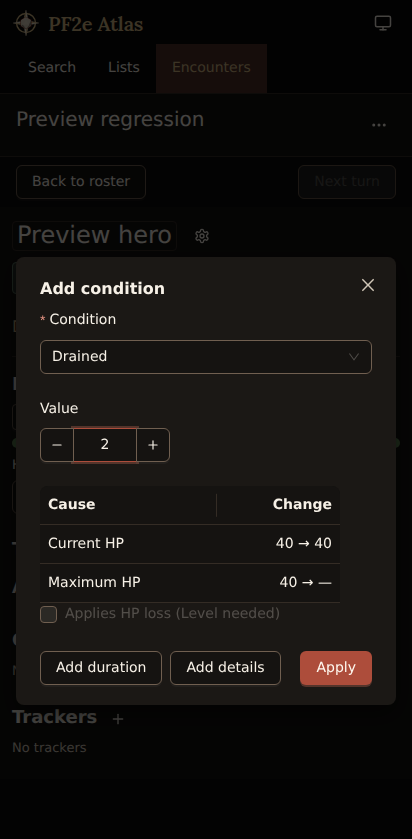 PF2e Atlas
Search Lists Encounters
Preview regression
...
Back to roster Next turn
Preview hero
Add condition
* Condition
Drained
Value
− 2 +
Cause Change
Current HP 40 → 40
Maximum HP 40 → —
Applies HP loss (Level needed)
Add duration Add details Apply
Trackers +
No trackers